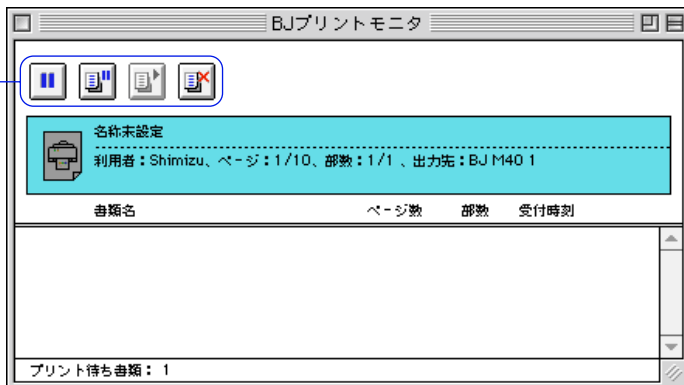 BJプリントモニタ
名称未設定
利用者：Shimizu、ページ：1/10、部数：1/1 、出力先：BJ M40 1
書類名 ページ数 部数 受付時刻
プリント待ち書類： 1